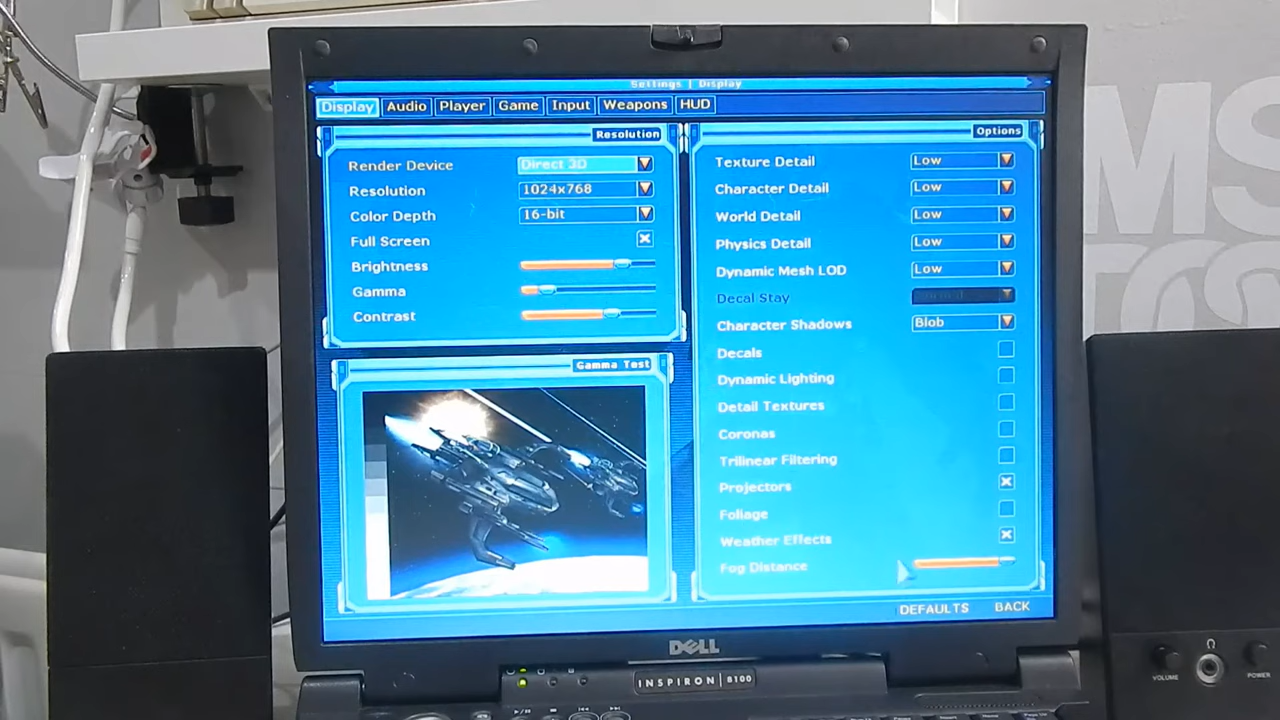 Settings | Display
Display Audio Player Game Input Weapons HUD
Resolution
Render Device Direct 3D
Resolution 1024x768
Color Depth 16-bit
Full Screen
Brightness
Gamma
Contrast
Gamma Test
Options
Texture Detail Low
Character Detail Low
World Detail Low
Physics Detail Low
Dynamic Mesh LOD Low
Decal Stay
Character Shadows Blob
Decals
Dynamic Lighting
Detail Textures
Coronas
Trilinear Filtering
Projectors
Foliage
Weather Effects
Fog Distance
DEFAULTS BACK
DELL
INSPIRON 8100
VOLUME
POWER
MS